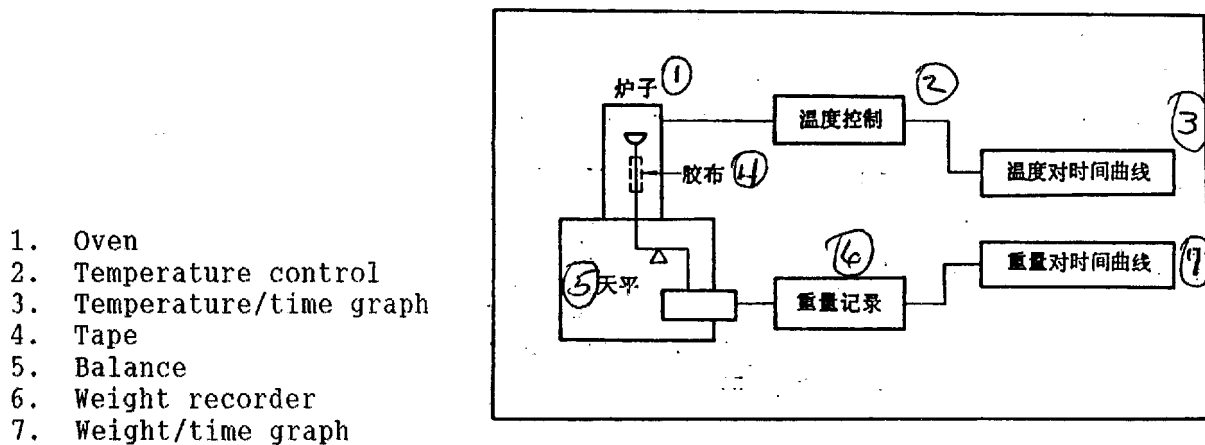 1. Oven
2. Temperature control
3. Temperature/time graph
4. Tape
5. Balance
6. Weight recorder
7. Weight/time graph
炉子 1
2
温度控制
3
温度对时间曲线
胶布 4
5 天平
6
重量记录
重量对时间曲线 7